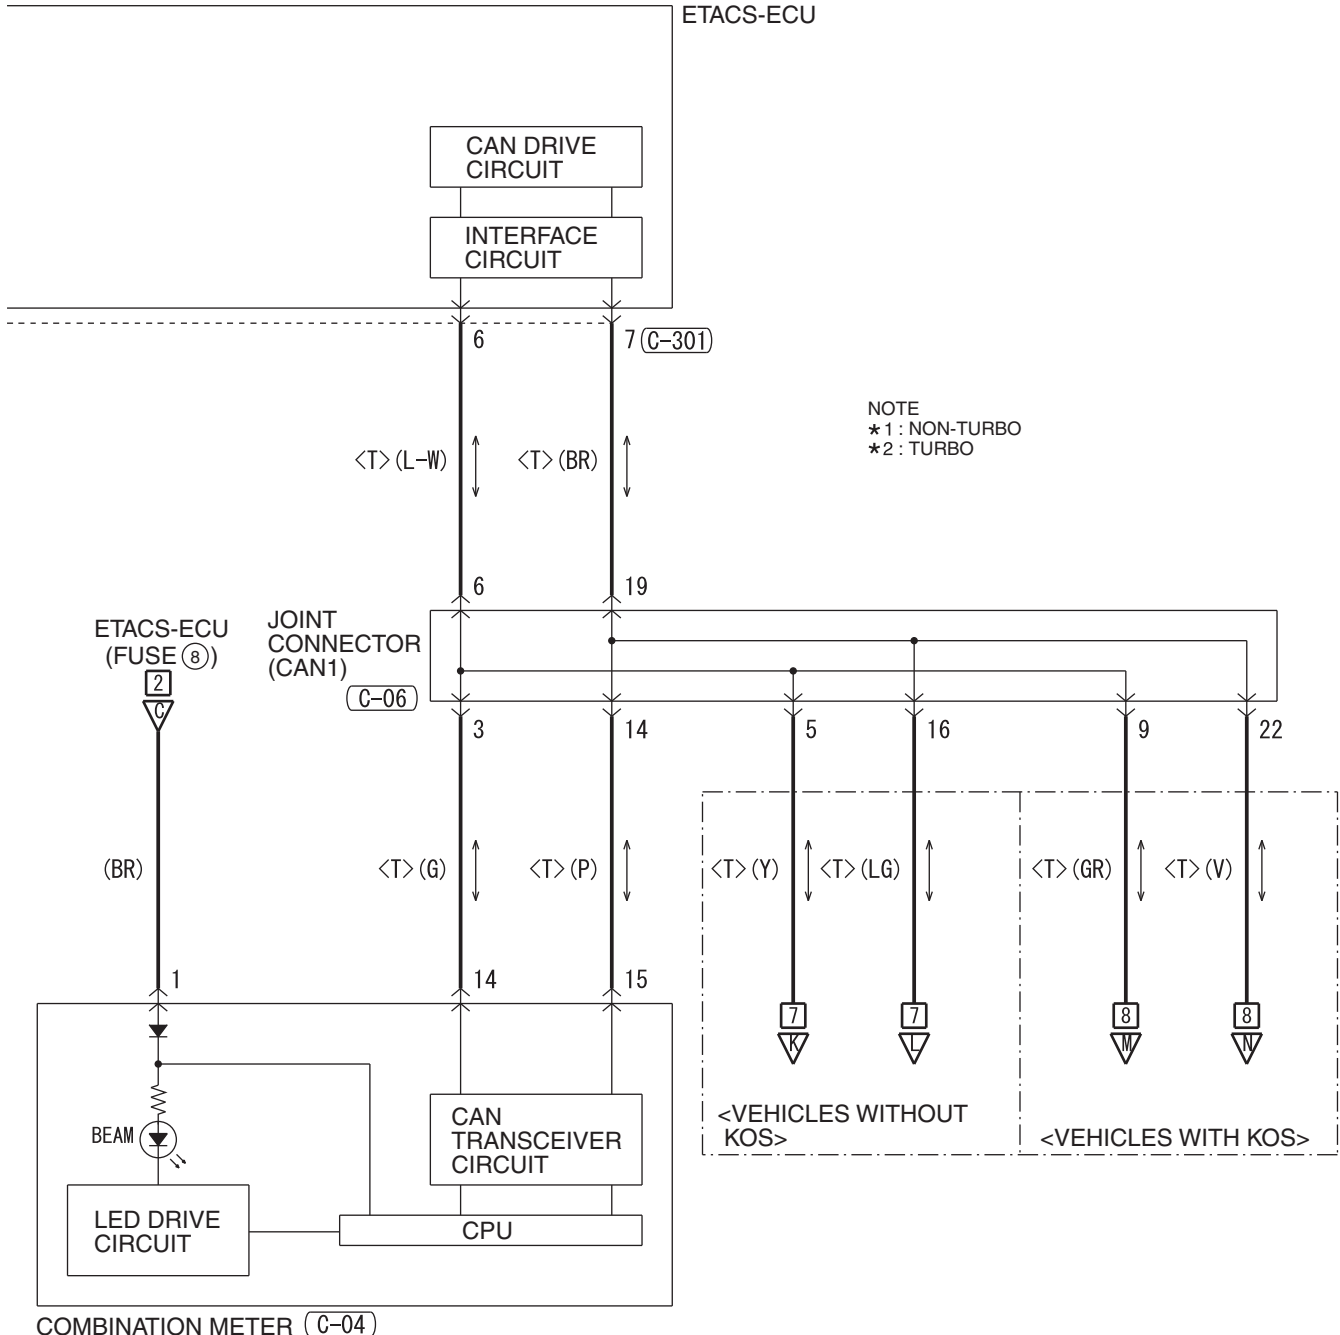 ETACS-ECU
CAN DRIVE
CIRCUIT
INTERFACE
CIRCUIT
6
7 (C-301)
NOTE
*1 : NON-TURBO
*2 : TURBO
<T>(L-W)
<T>(BR)
6
19
ETACS-ECU
(FUSE 8)
2
C
JOINT
CONNECTOR
(CAN1)
C-06
3
14
5
16
9
22
(BR)
<T>(G)
<T>(P)
<T>(Y)
<T>(LG)
<T>(GR)
<T>(V)
1
14
15
7
7
8
8
K
L
M
N
<VEHICLES WITHOUT
KOS>
<VEHICLES WITH KOS>
BEAM
CAN
TRANSCEIVER
CIRCUIT
LED DRIVE
CIRCUIT
CPU
COMBINATION METER C-04